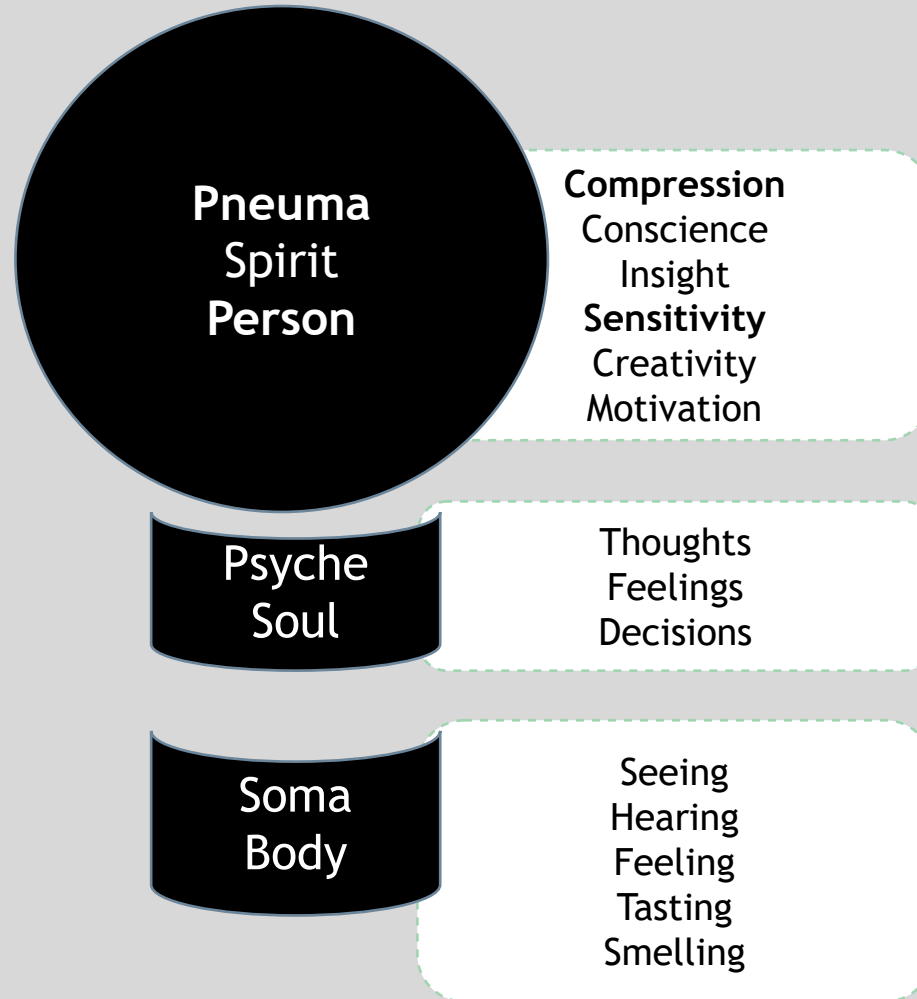 Pneuma
Spirit
Person
Compression
Conscience
Insight
Sensitivity
Creativity
Motivation
Psyche
Soul
Thoughts
Feelings
Decisions
Soma
Body
Seeing
Hearing
Feeling
Tasting
Smelling